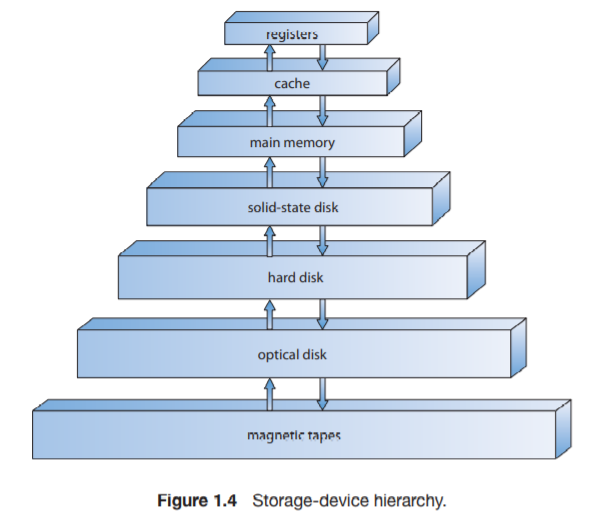 registers
cache
main memory
solid-state disk
hard disk
optical disk
magnetic tapes
Figure 1.4 Storage-device hierarchy.